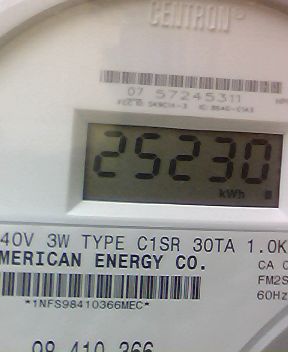 CENTRON
07 57245311
25230
kWh
40V 3W TYPE C1SR 30TA 1.0K
MERICAN ENERGY CO.
CA 0
FM2S
60Hz
*1NFS98410366MEC*
98 410 366